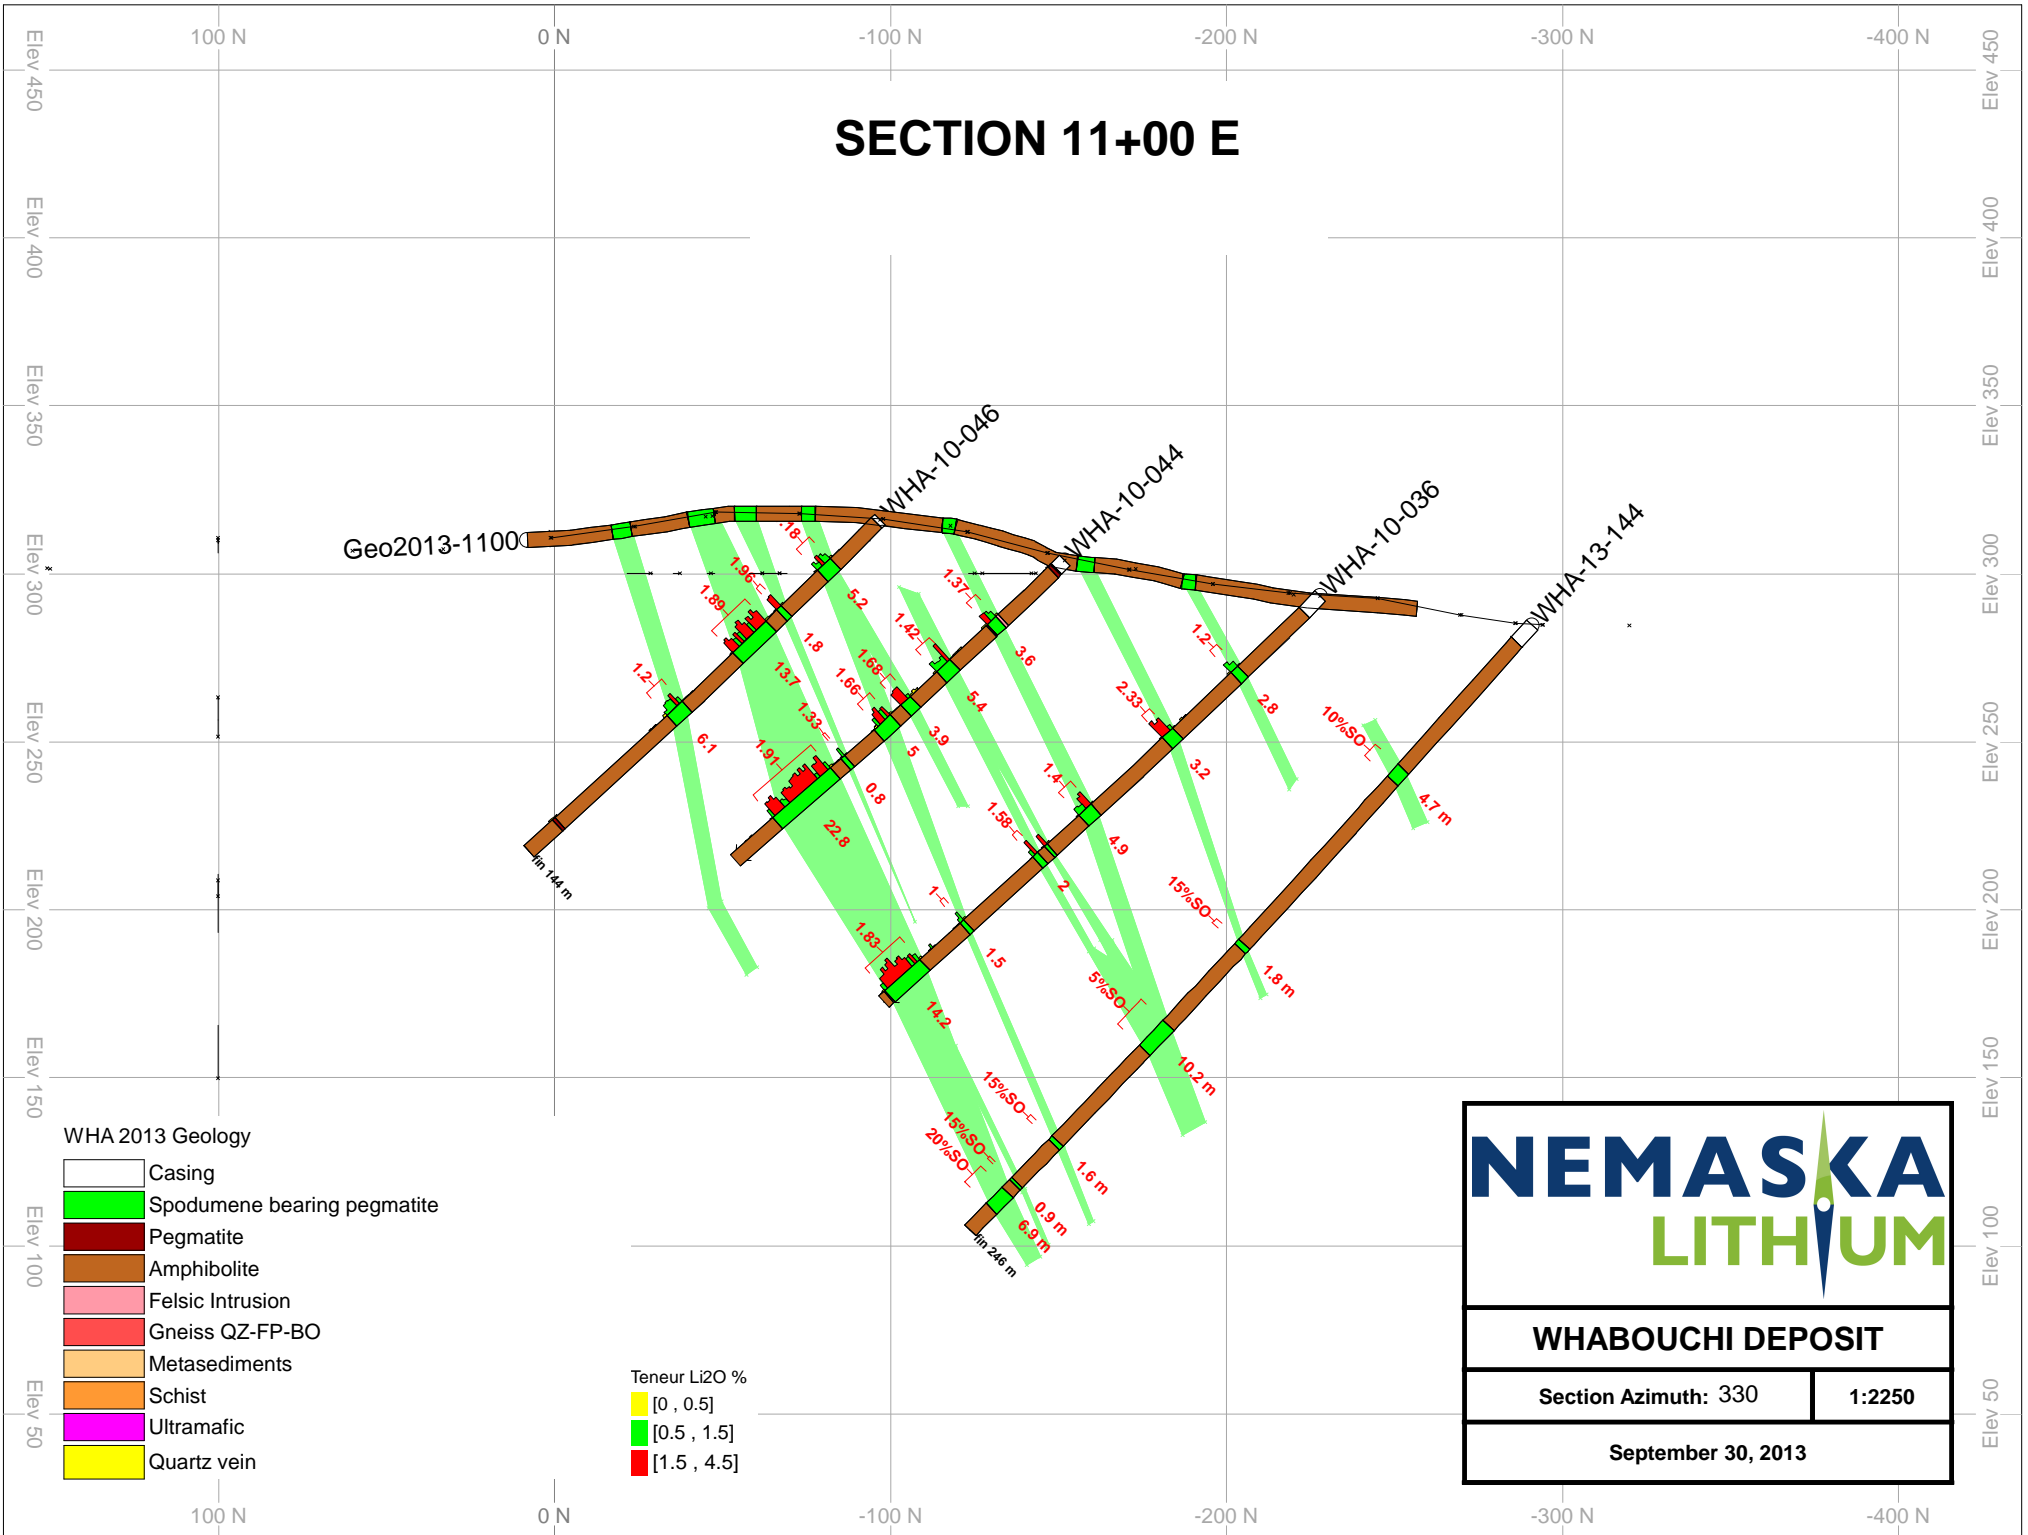 100 N
0 N
-100 N
-200 N
-300 N
-400 N
Elev 450
Elev 450
SECTION 11+00 E
Elev 400
Elev 400
Elev 350
Elev 350
WHA-10-046
WHA-10-044
WHA-10-036
WHA-13-144
Geo2013-1100
Elev 300
Elev 300
.18
1.96
1.89
1.2
5.2
1.8
13.7
6.1
1.37
1.42
1.68
1.66
1.33
1.91
3.6
5.4
3.9
5
0.8
22.8
1.2
2.33
1.4
1.58
1
1.83
2.8
3.2
4.9
2
1.5
14.2
10%SO
15%SO
5%SO
15%SO
15%SO
20%SO
4.7 m
1.8 m
10.2 m
1.6 m
0.9 m
6.9 m
fin 144 m
fin 246 m
Elev 250
Elev 250
Elev 200
Elev 200
Elev 150
Elev 150
Elev 100
Elev 100
Elev 50
Elev 50
WHA 2013 Geology
Casing
Spodumene bearing pegmatite
Pegmatite
Amphibolite
Felsic Intrusion
Gneiss QZ-FP-BO
Metasediments
Schist
Ultramafic
Quartz vein
Teneur Li2O %
[0 , 0.5]
[0.5 , 1.5]
[1.5 , 4.5]
NEMASKA
LITHIUM
WHABOUCHI DEPOSIT
Section Azimuth: 330
1:2250
September 30, 2013
100 N
0 N
-100 N
-200 N
-300 N
-400 N